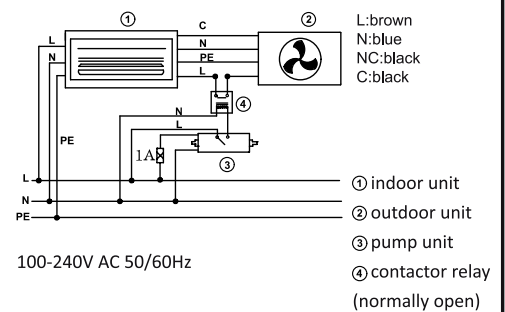 ① C ② L:brown
L N N:blue
N PE NC:black
L C:black
④
N
L
PE
1A ③
L
N
PE
① indoor unit
② outdoor unit
③ pump unit
④ contactor relay
(normally open)
100-240V AC 50/60Hz